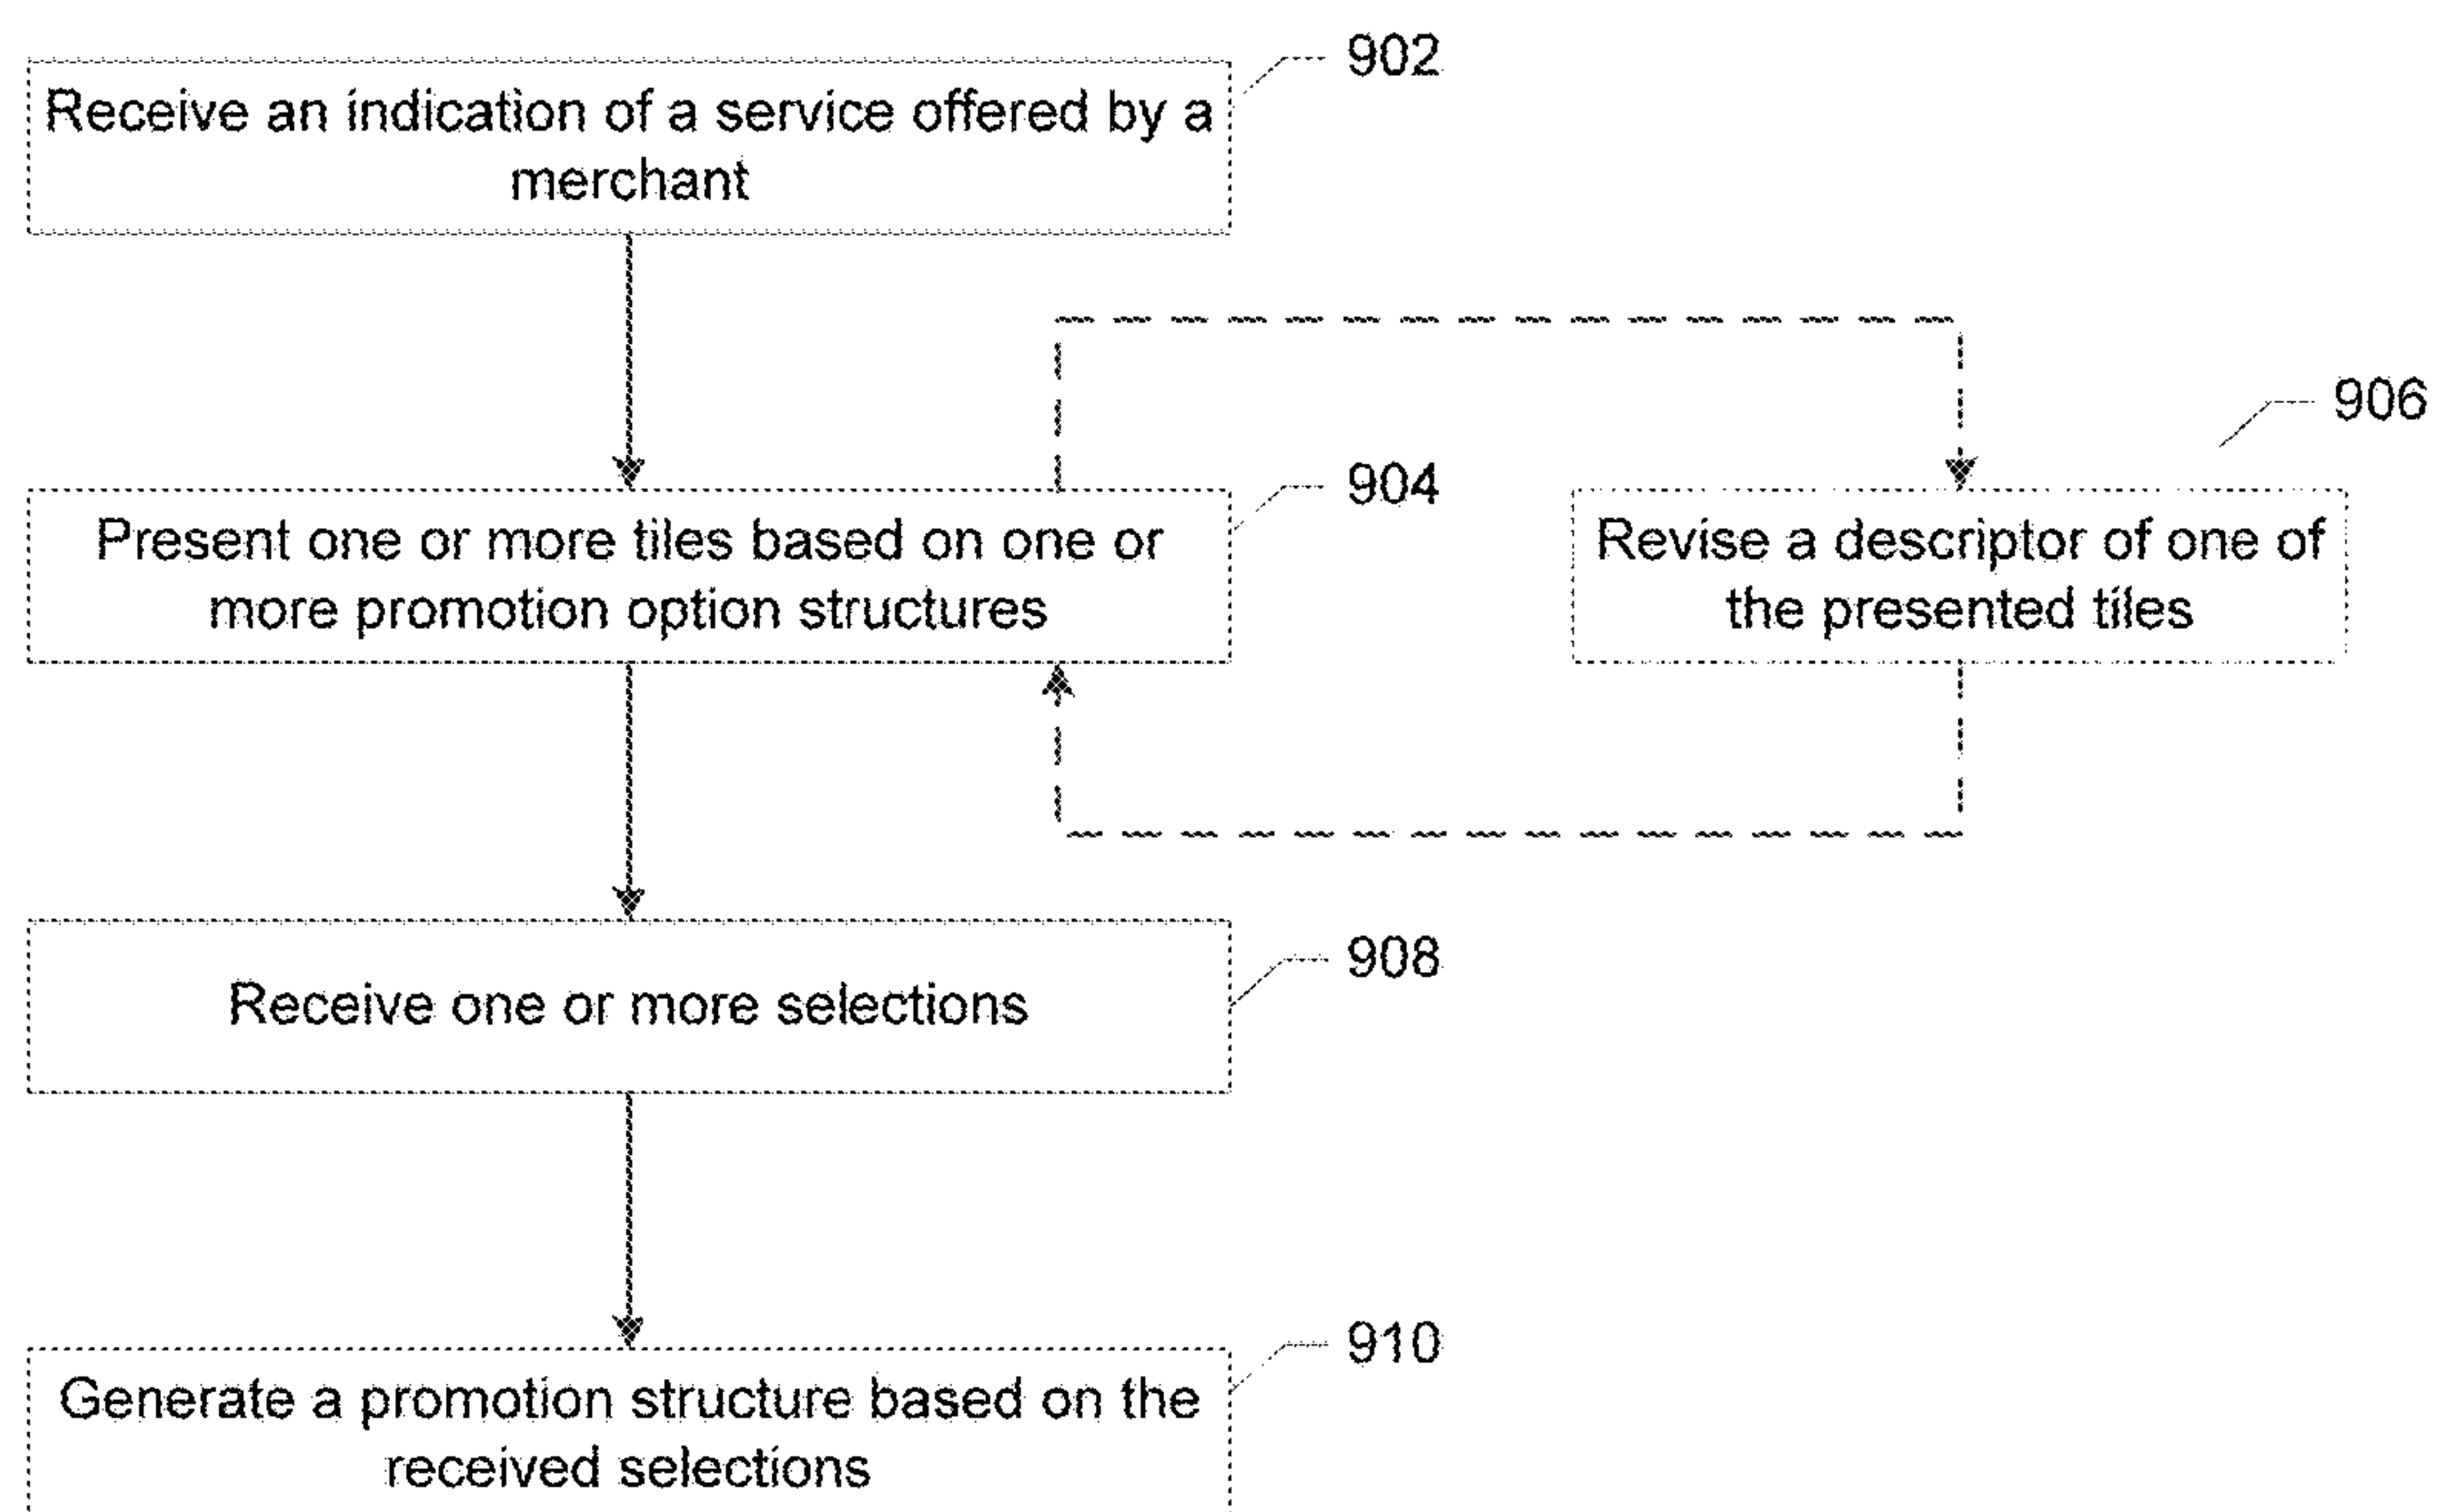 902
Receive an indication of a service offered by a
merchant
906
904
Present one or more tiles based on one or
more promotion option structures
Revise a descriptor of one of
the presented tiles
908
Receive one or more selections
910
Generate a promotion structure based on the
received selections